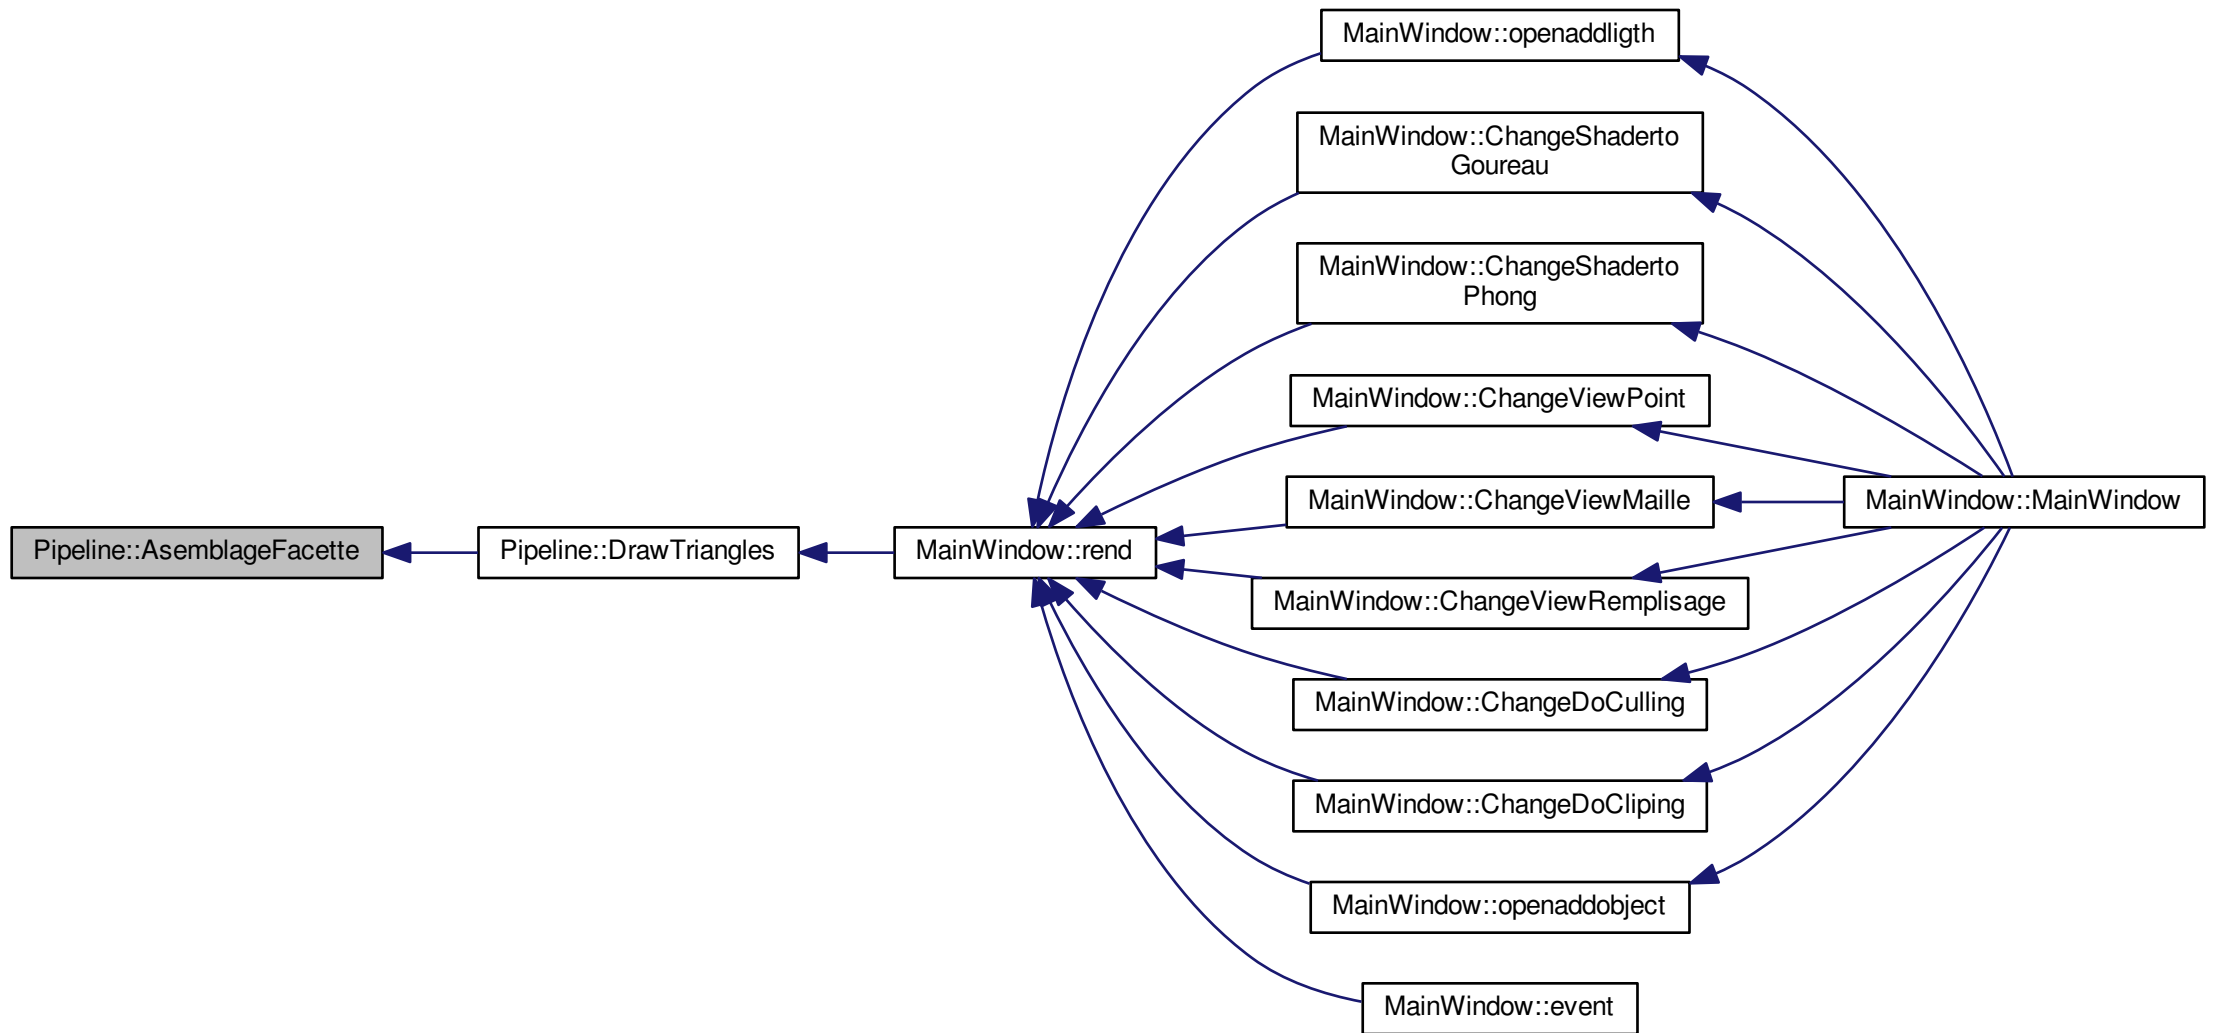 MainWindow::openaddligth
MainWindow::ChangeShaderto
Goureau
MainWindow::ChangeShaderto
Phong
MainWindow::ChangeViewPoint
MainWindow::ChangeViewMaille
MainWindow::MainWindow
Pipeline::AsemblageFacette
Pipeline::DrawTriangles
MainWindow::rend
MainWindow::ChangeViewRemplisage
MainWindow::ChangeDoCulling
MainWindow::ChangeDoCliping
MainWindow::openaddobject
MainWindow::event